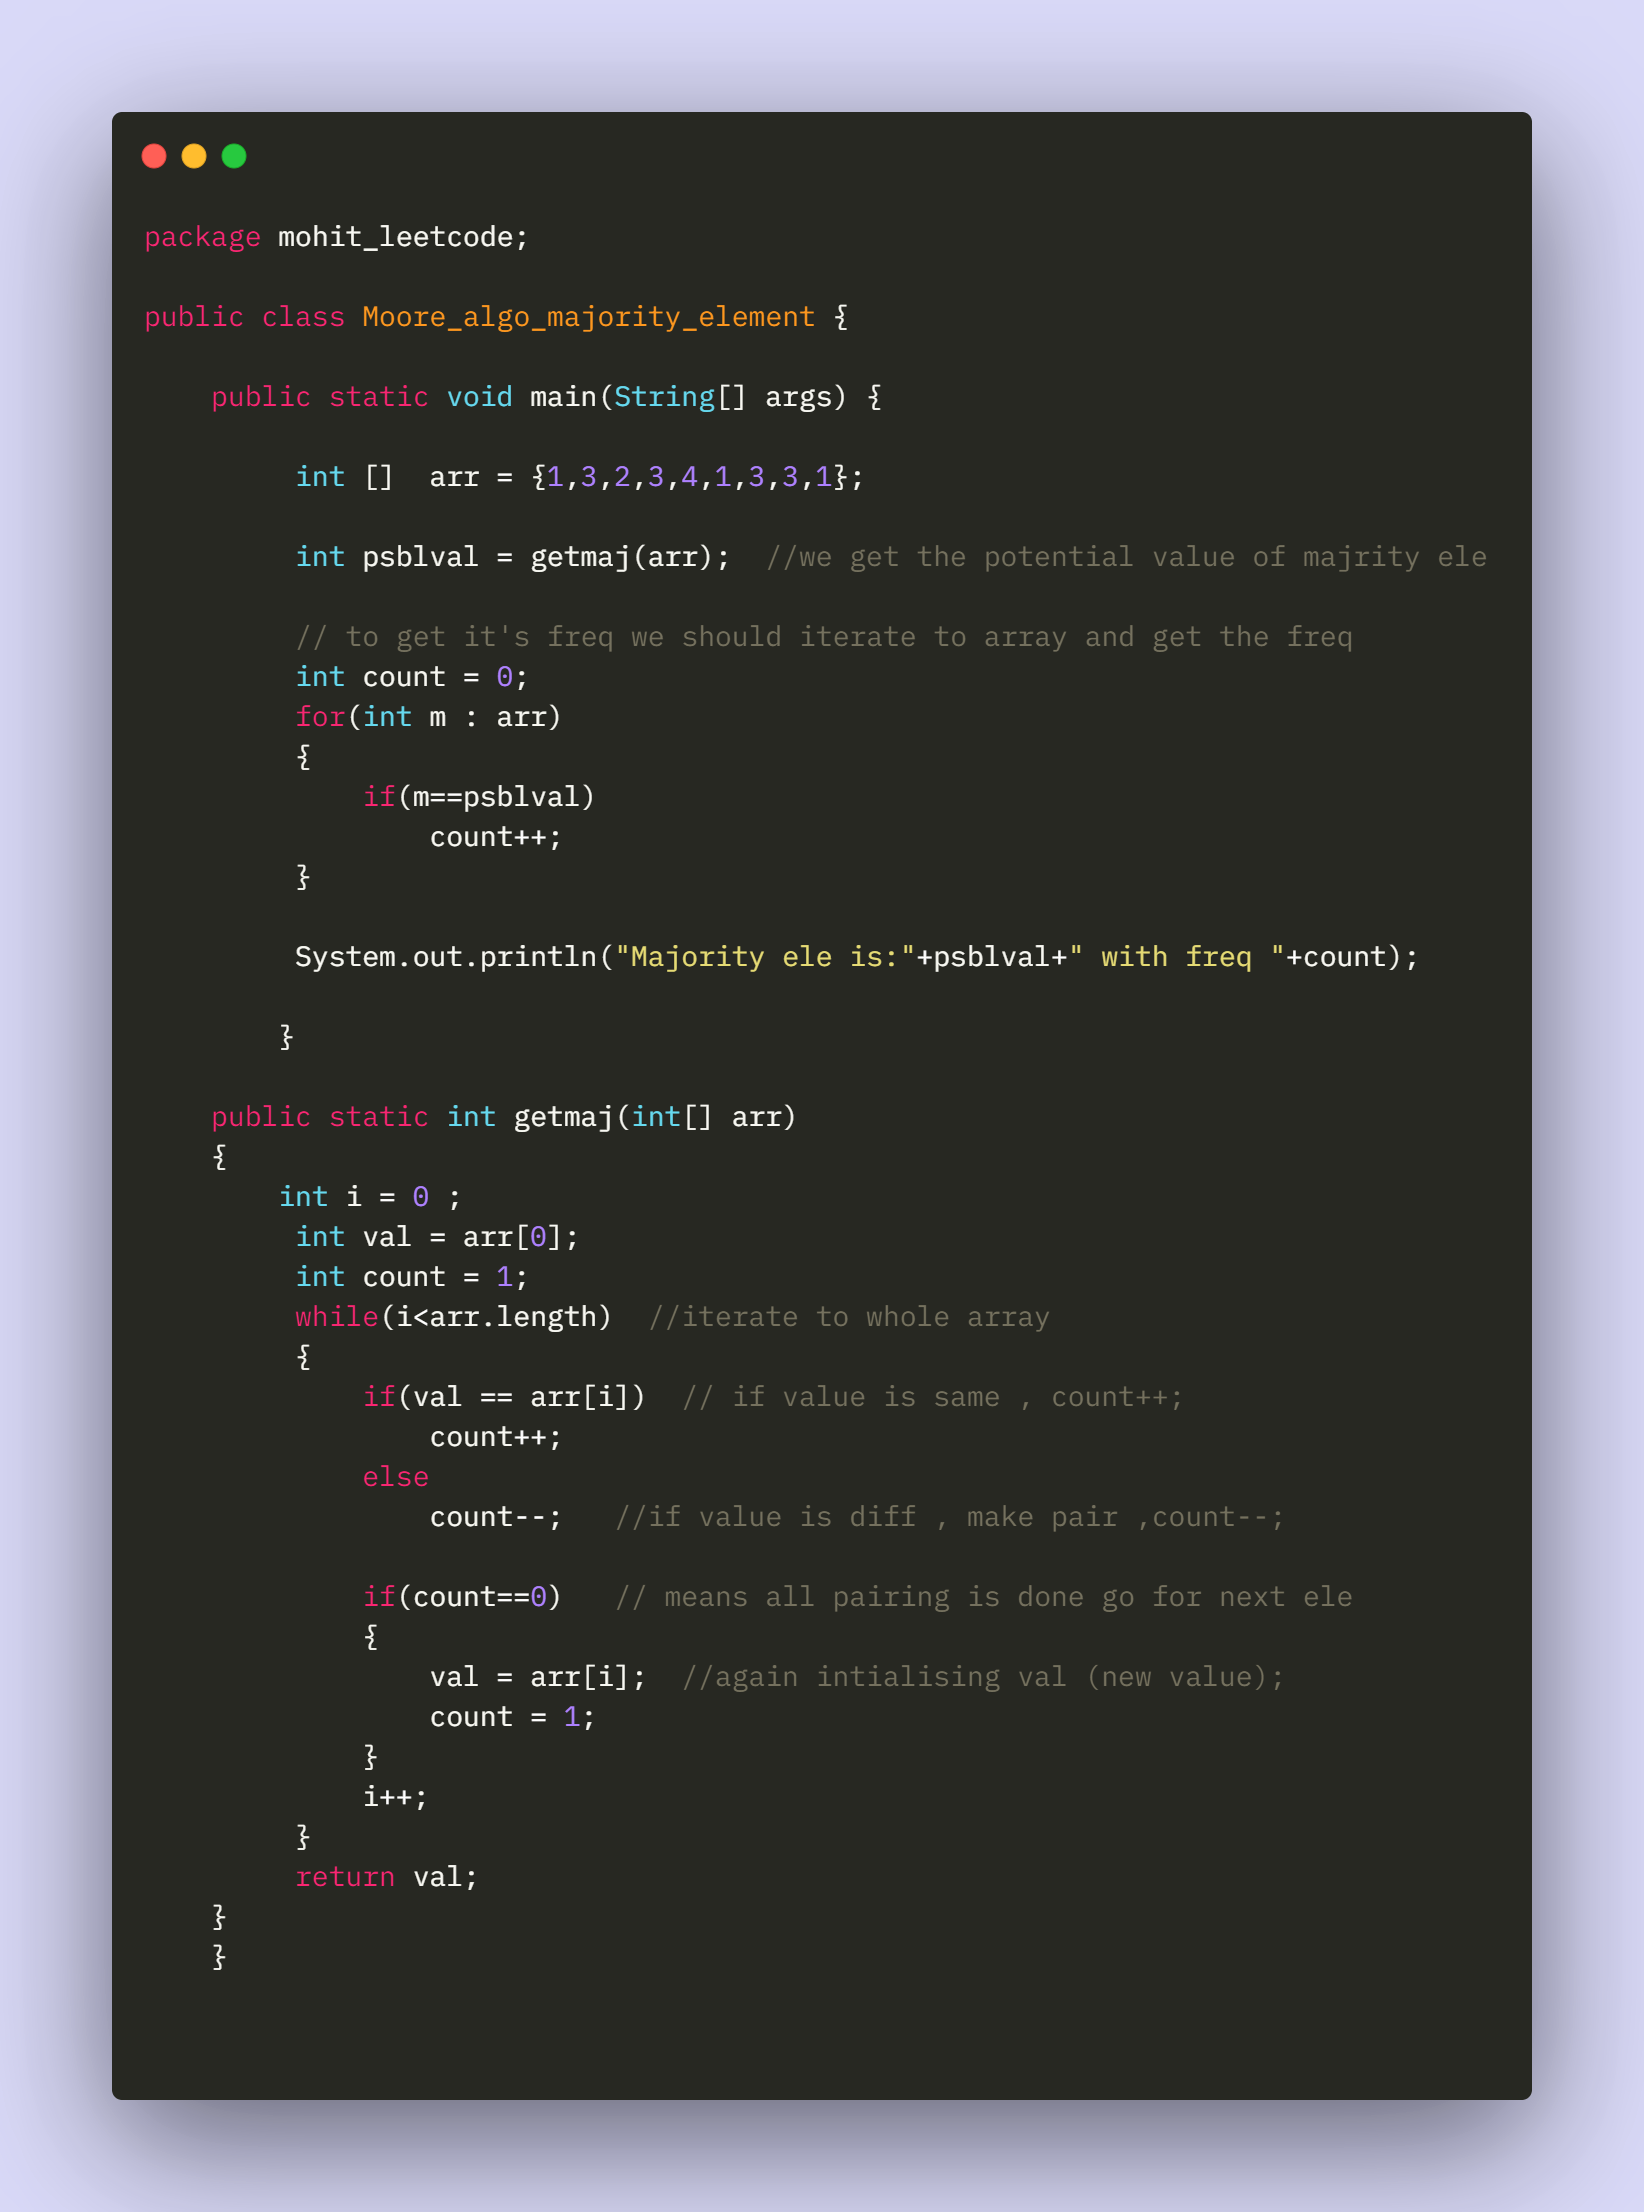 package mohit_leetcode;
public class Moore_algo_majority_element {
public static void main(String[] args) {
int []  arr = {1,3,2,3,4,1,3,3,1};
int psblval = getmaj(arr);  //we get the potential value of majrity ele
// to get it's freq we should iterate to array and get the freq
int count = 0;
for(int m : arr)
{
if(m==psblval)
count++;
}
System.out.println("Majority ele is:"+psblval+" with freq "+count);
}
public static int getmaj(int[] arr)
{
int i = 0 ;
int val = arr[0];
int count = 1;
while(i<arr.length)  //iterate to whole array
{
if(val == arr[i])  // if value is same , count++;
count++;
else
count--;   //if value is diff , make pair ,count--;
if(count==0)   // means all pairing is done go for next ele
{
val = arr[i];  //again intialising val (new value);
count = 1;
}
i++;
}
return val;
}
}